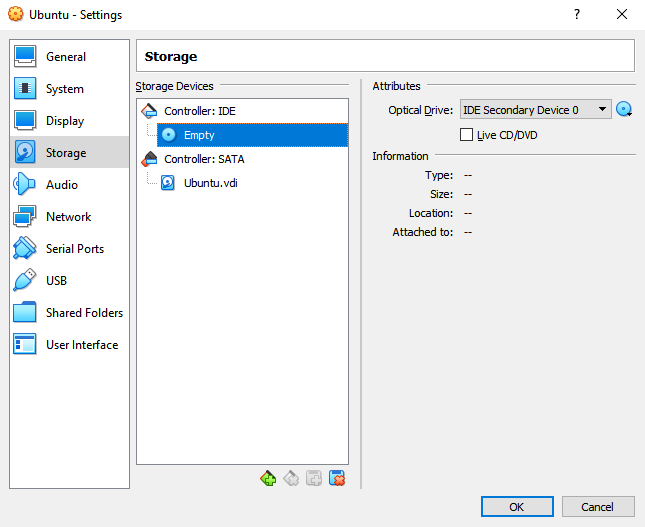 Ubuntu - Settings
General
System
Display
Storage
Audio
Network
Serial Ports
USB
Shared Folders
User Interface
Storage
Storage Devices
Controller: IDE
Empty
Controller: SATA
Ubuntu.vdi
Attributes
Optical Drive: IDE Secondary Device 0
Live CD/DVD
Information
Type: --
Size: --
Location: --
Attached to: --
OK
Cancel